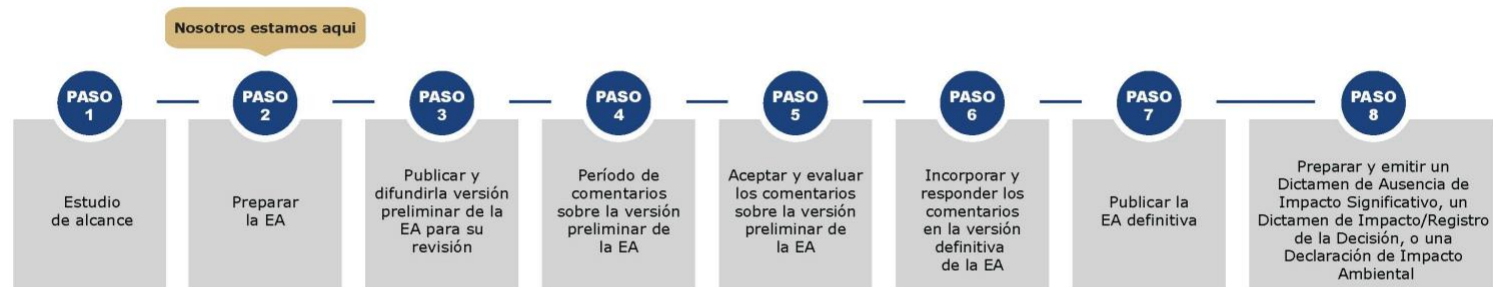 Nosotros estamos aqui
PASO
1
Estudio
de alcance
PASO
2
Preparar
la EA
PASO
3
Publicar y
difundirla versión
preliminar de la
EA para su
revisión
PASO
4
Período de
comentarios
sobre la versión
preliminar de
la EA
PASO
5
Aceptar y evaluar
los comentarios
sobre la versión
preliminar de
la EA
PASO
6
Incorporar y
responder los
comentarios
en la versión
definitiva
de la EA
PASO
7
Publicar la
EA definitiva
PASO
8
Preparar y emitir un
Dictamen de Ausencia de
Impacto Significativo, un
Dictamen de Impacto/Registro
de la Decisión, o una
Declaración de Impacto
Ambiental